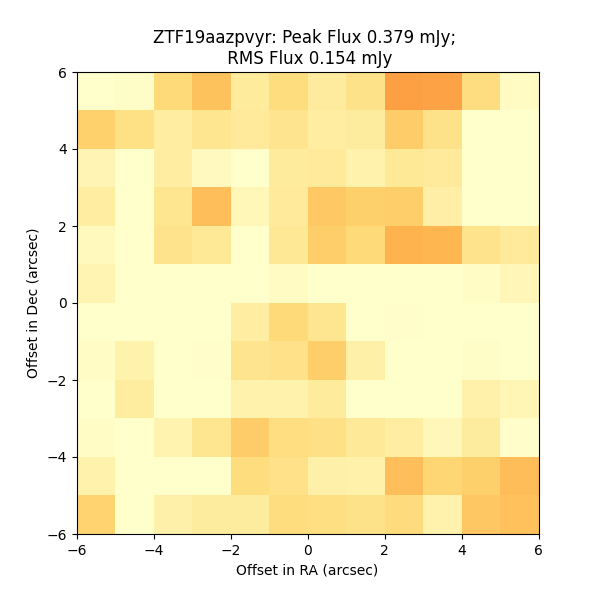 ZTF19aazpvyr: Peak Flux 0.379 mJy;
RMS Flux 0.154 mJy
6
4
2
0
−2
−4
−6
Offset in Dec (arcsec)
−6 −4 −2 0 2 4 6
Offset in RA (arcsec)